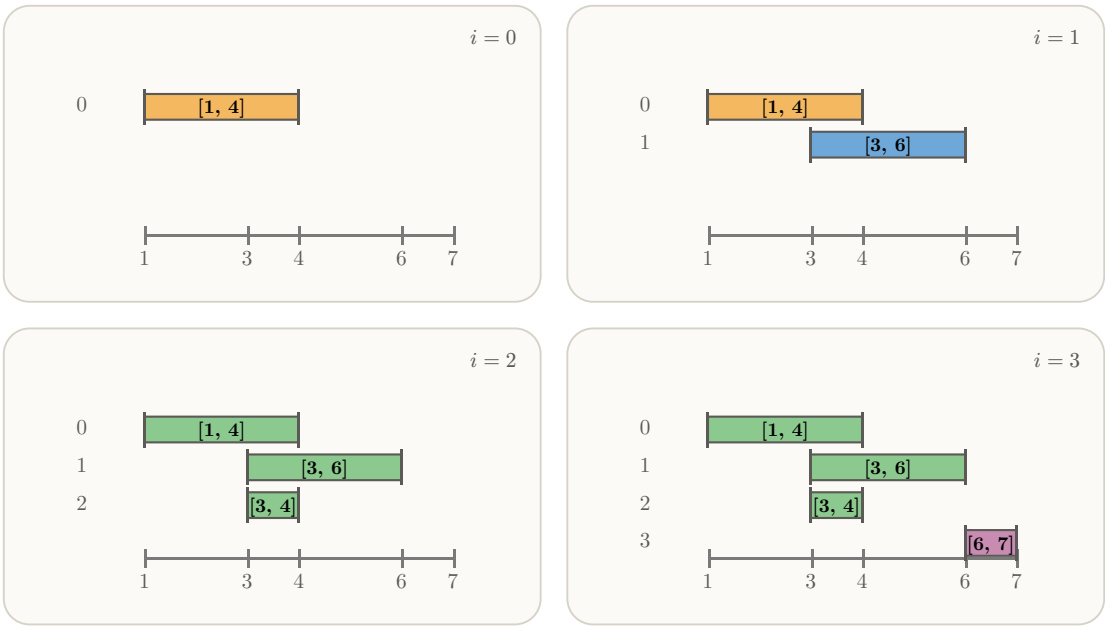 i = 0
0 [1, 4]
1 3 4 6 7
i = 1
0 [1, 4]
1 [3, 6]
1 3 4 6 7
i = 2
0 [1, 4]
1 [3, 6]
2 [3, 4]
1 3 4 6 7
i = 3
0 [1, 4]
1 [3, 6]
2 [3, 4]
3 [6, 7]
1 3 4 6 7